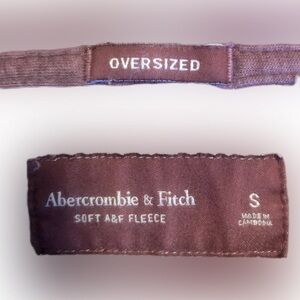 OVERSIZED
Abercrombie & Fitch
SOFT A&F FLEECE
S
MADE IN
CAMBODIA